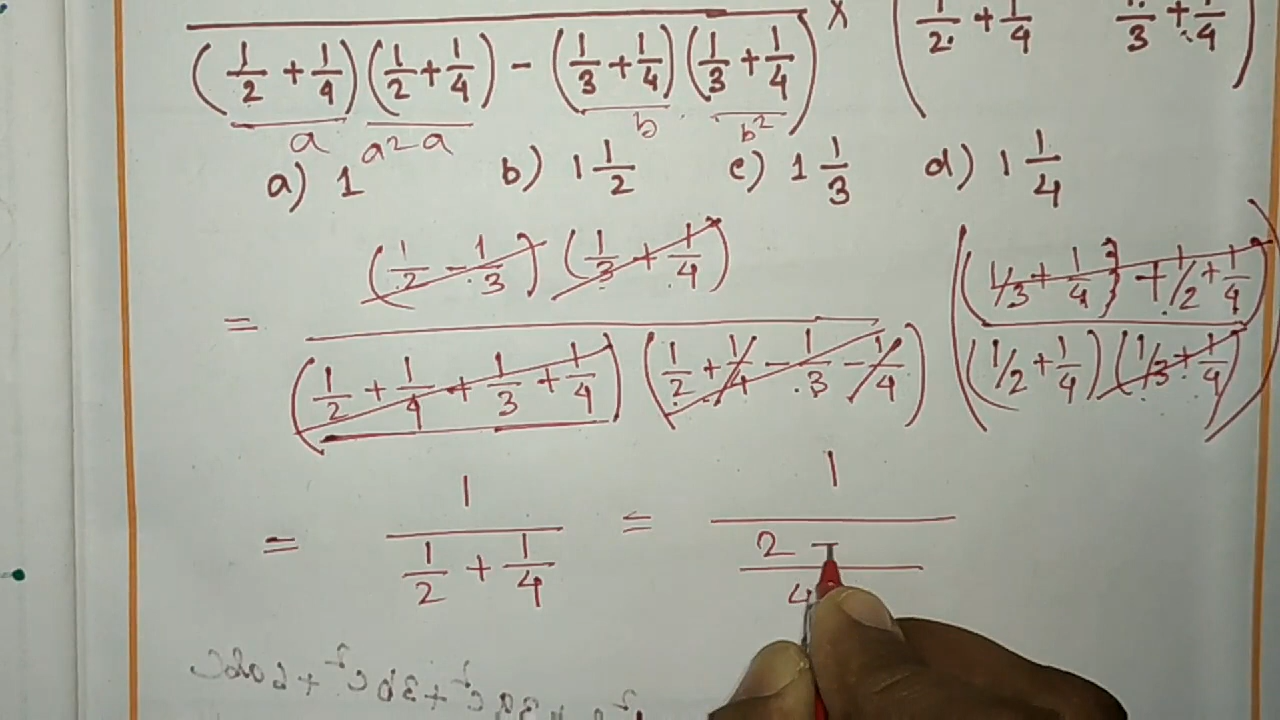 (1/2 + 1/4)(1/2 + 1/4) - (1/3 + 1/4)(1/3 + 1/4) × (1/2 + 1/4 1/3 + 1/4)
a a² a b b²
a) 1 b) 1 1/2 c) 1 1/3 d) 1 1/4
= (1/2 - 1/3)(1/3 + 1/4) / (1/2 + 1/4 + 1/3 + 1/4)(1/2 + 1/4 - 1/3 - 1/4) ((1/3 + 1/4) + 1/2 + 1/4 / (1/2 + 1/4)(1/3 + 1/4))
= 1 / (1/2 + 1/4) = 1 / (2 / 4)